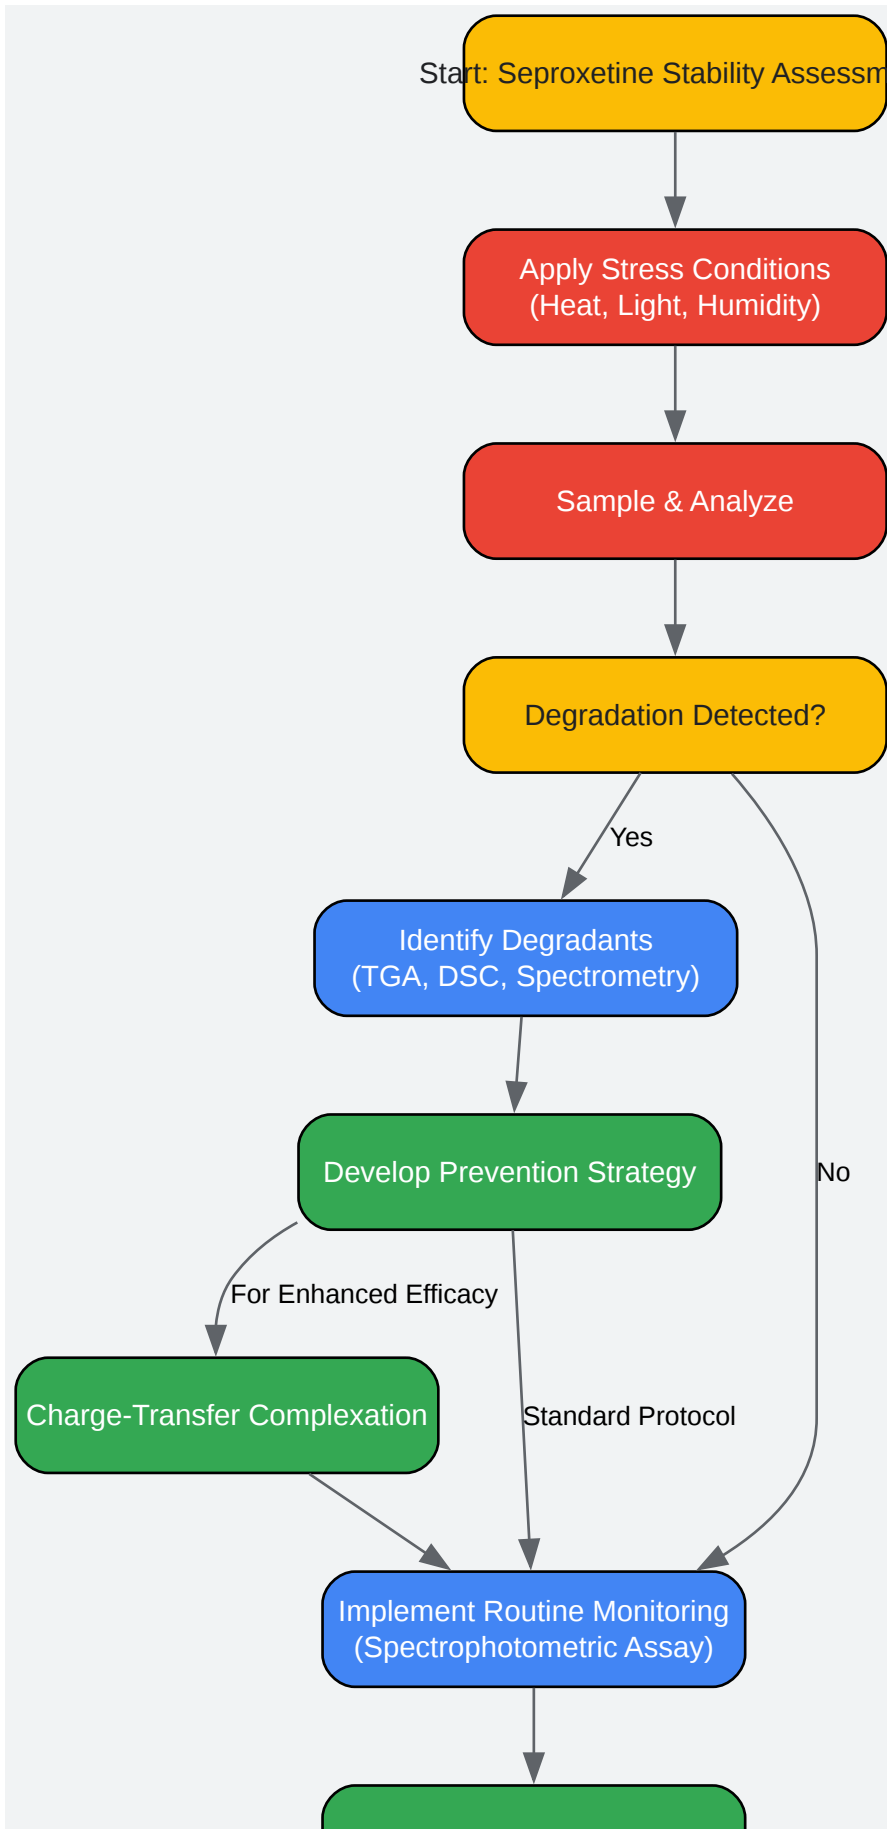 Start: Seproxetine Stability Assessm
Apply Stress Conditions
(Heat, Light, Humidity)
Sample & Analyze
Degradation Detected?
Yes
Identify Degradants
(TGA, DSC, Spectrometry)
Develop Prevention Strategy
No
For Enhanced Efficacy
Charge-Transfer Complexation
Standard Protocol
Implement Routine Monitoring
(Spectrophotometric Assay)